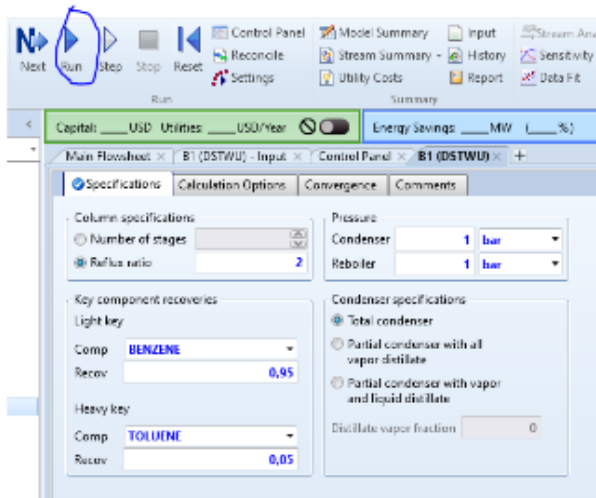 Next Run Step Stop Reset
Control Panel
Reconcile
Settings
Run
Model Summary Input Stream Ana
Stream Summary History Sensitivity
Utility Costs Report Data Fit
Summary
Capital: ____USD Utilities: ____USD/Year Energy Savings: ____MW (____%)
Main Flowsheet × B1 (DSTWU) - Input × Control Panel × B1 (DSTWU) × +
Specifications Calculation Options Convergence Comments
Column specifications
Number of stages
Reflux ratio 2
Pressure
Condenser 1 bar
Reboiler 1 bar
Key component recoveries
Light key
Comp BENZENE
Recov 0,95
Heavy key
Comp TOLUENE
Recov 0,05
Condenser specifications
Total condenser
Partial condenser with all
vapor distillate
Partial condenser with vapor
and liquid distillate
Distillate vapor fraction 0